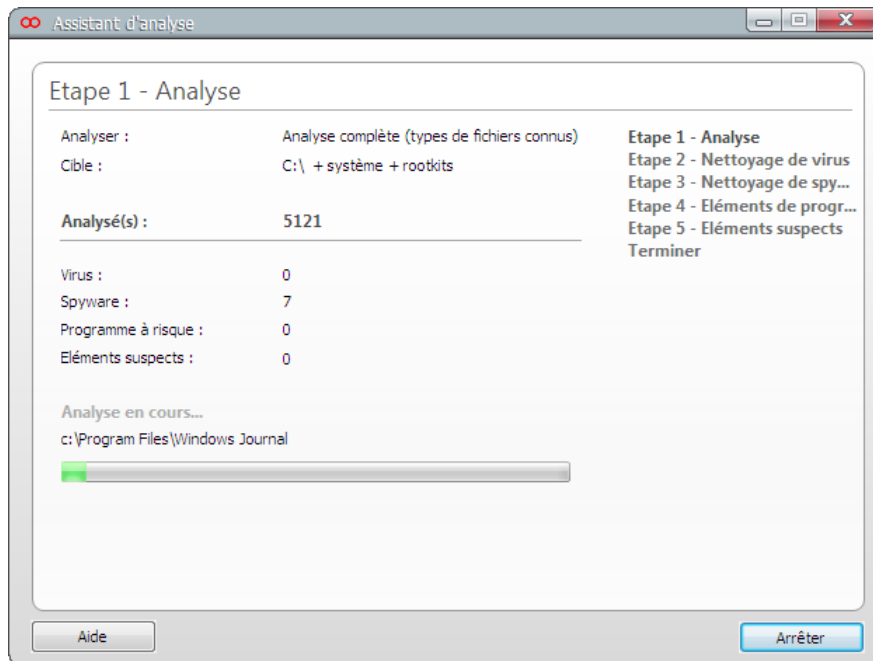 Assistant d'analyse
Etape 1 - Analyse
Analyser : Analyse complète (types de fichiers connus)
Cible : C:\ + système + rootkits
Analysé(s) : 5121
Virus : 0
Spyware : 7
Programme à risque : 0
Eléments suspects : 0
Analyse en cours...
c:\Program Files\Windows Journal
Etape 1 - Analyse
Etape 2 - Nettoyage de virus
Etape 3 - Nettoyage de spy...
Etape 4 - Eléments de progr...
Etape 5 - Eléments suspects
Terminer
Aide
Arrêter